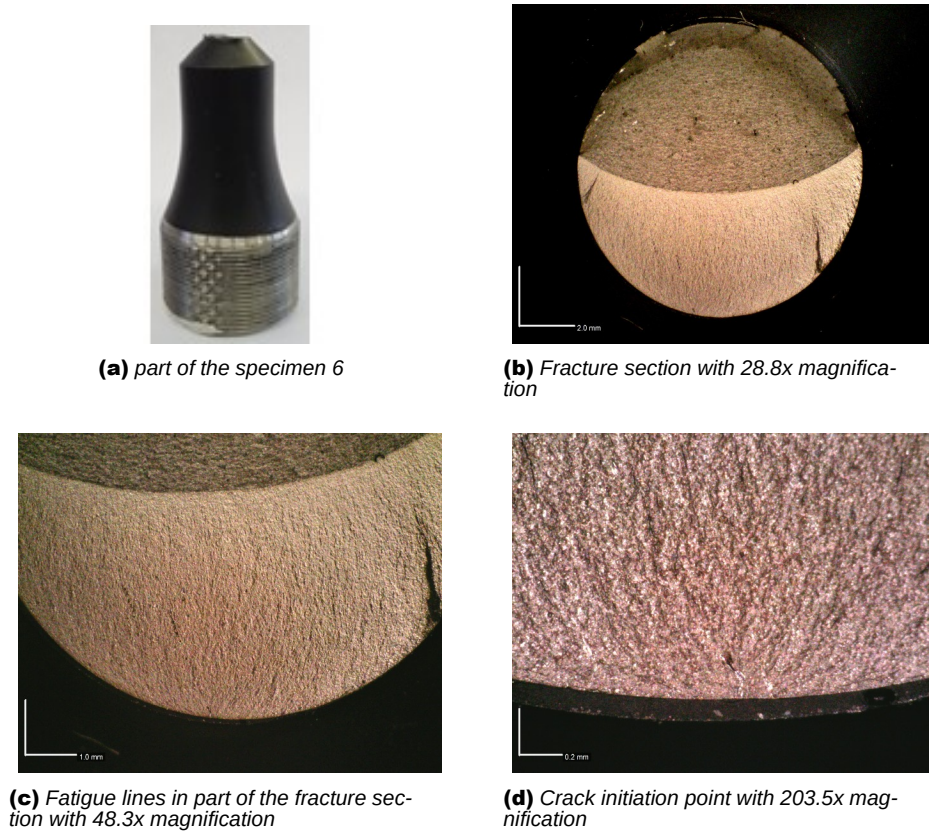 (a) part of the specimen 6
2.0 mm
(b) Fracture section with 28.8x magnifica-
tion
1.0 mm
(c) Fatigue lines in part of the fracture sec-
tion with 48.3x magnification
0.2 mm
(d) Crack initiation point with 203.5x mag-
nification